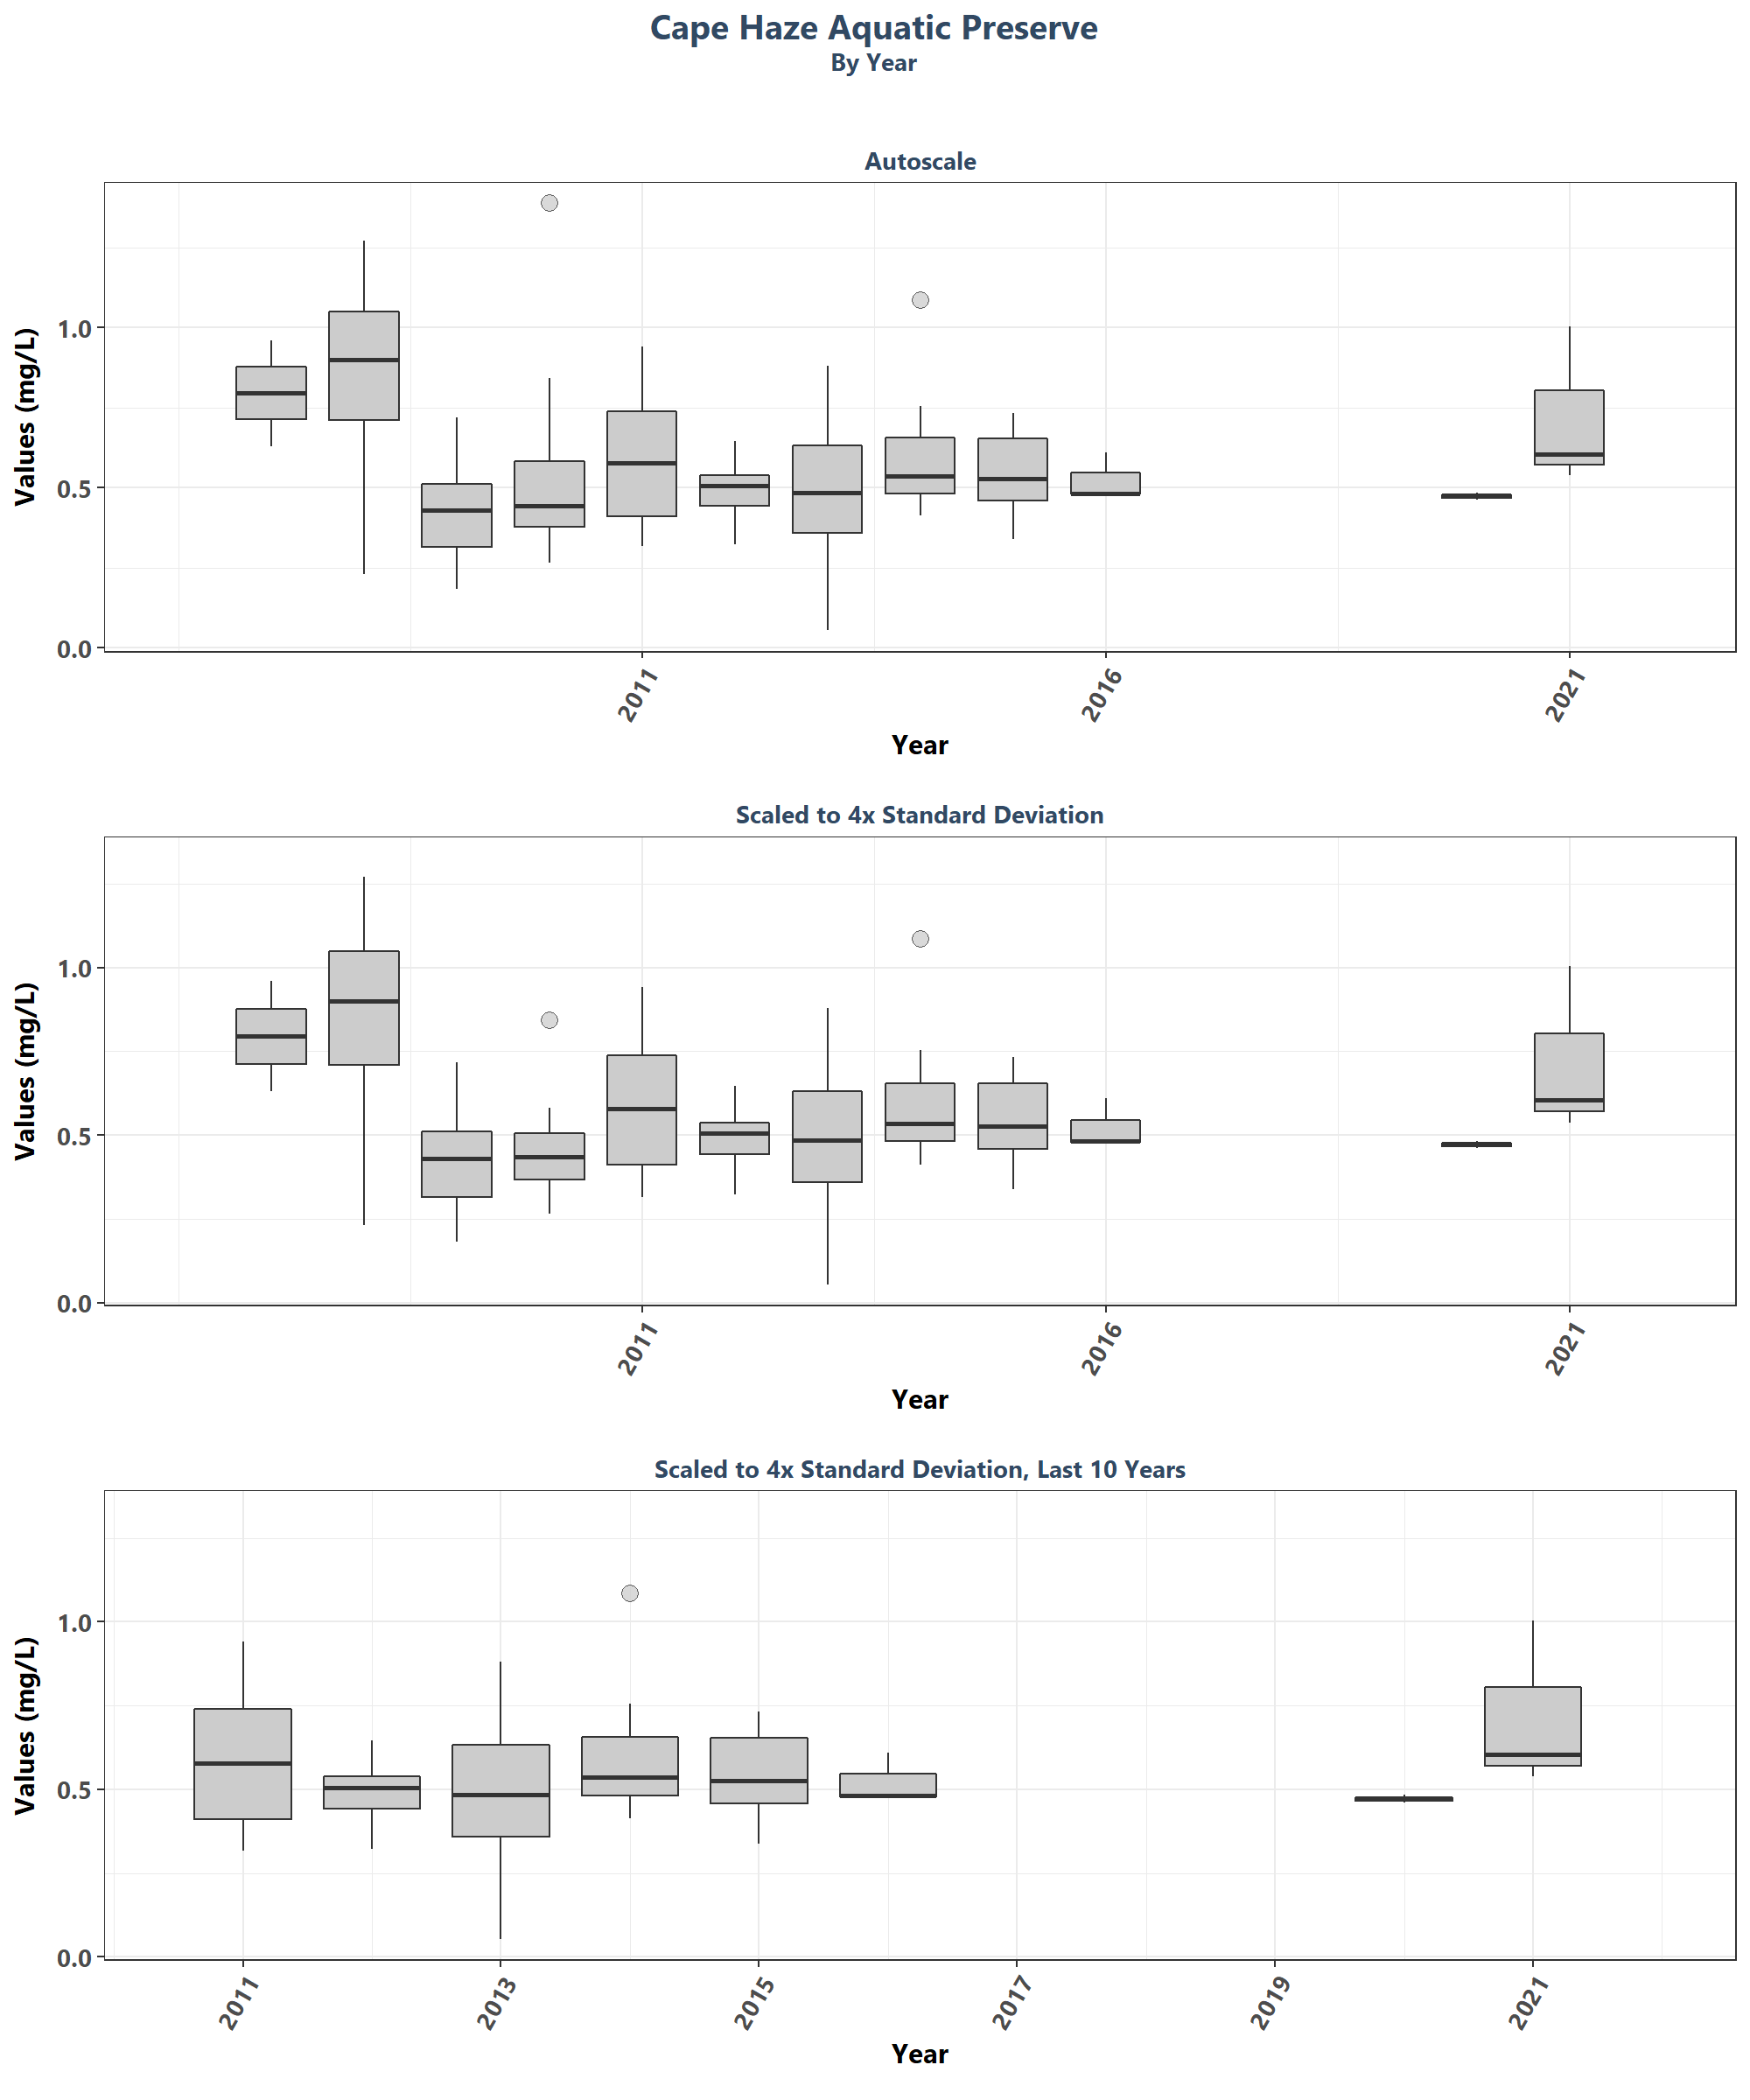 Cape Haze Aquatic Preserve
By Year
Autoscale
Values (mg/L)
1.0
0.5
0.0
2011
2016
2021
Year
Scaled to 4x Standard Deviation
Values (mg/L)
1.0
0.5
0.0
2011
2016
2021
Year
Scaled to 4x Standard Deviation, Last 10 Years
Values (mg/L)
1.0
0.5
0.0
2011
2013
2015
2017
2019
2021
Year